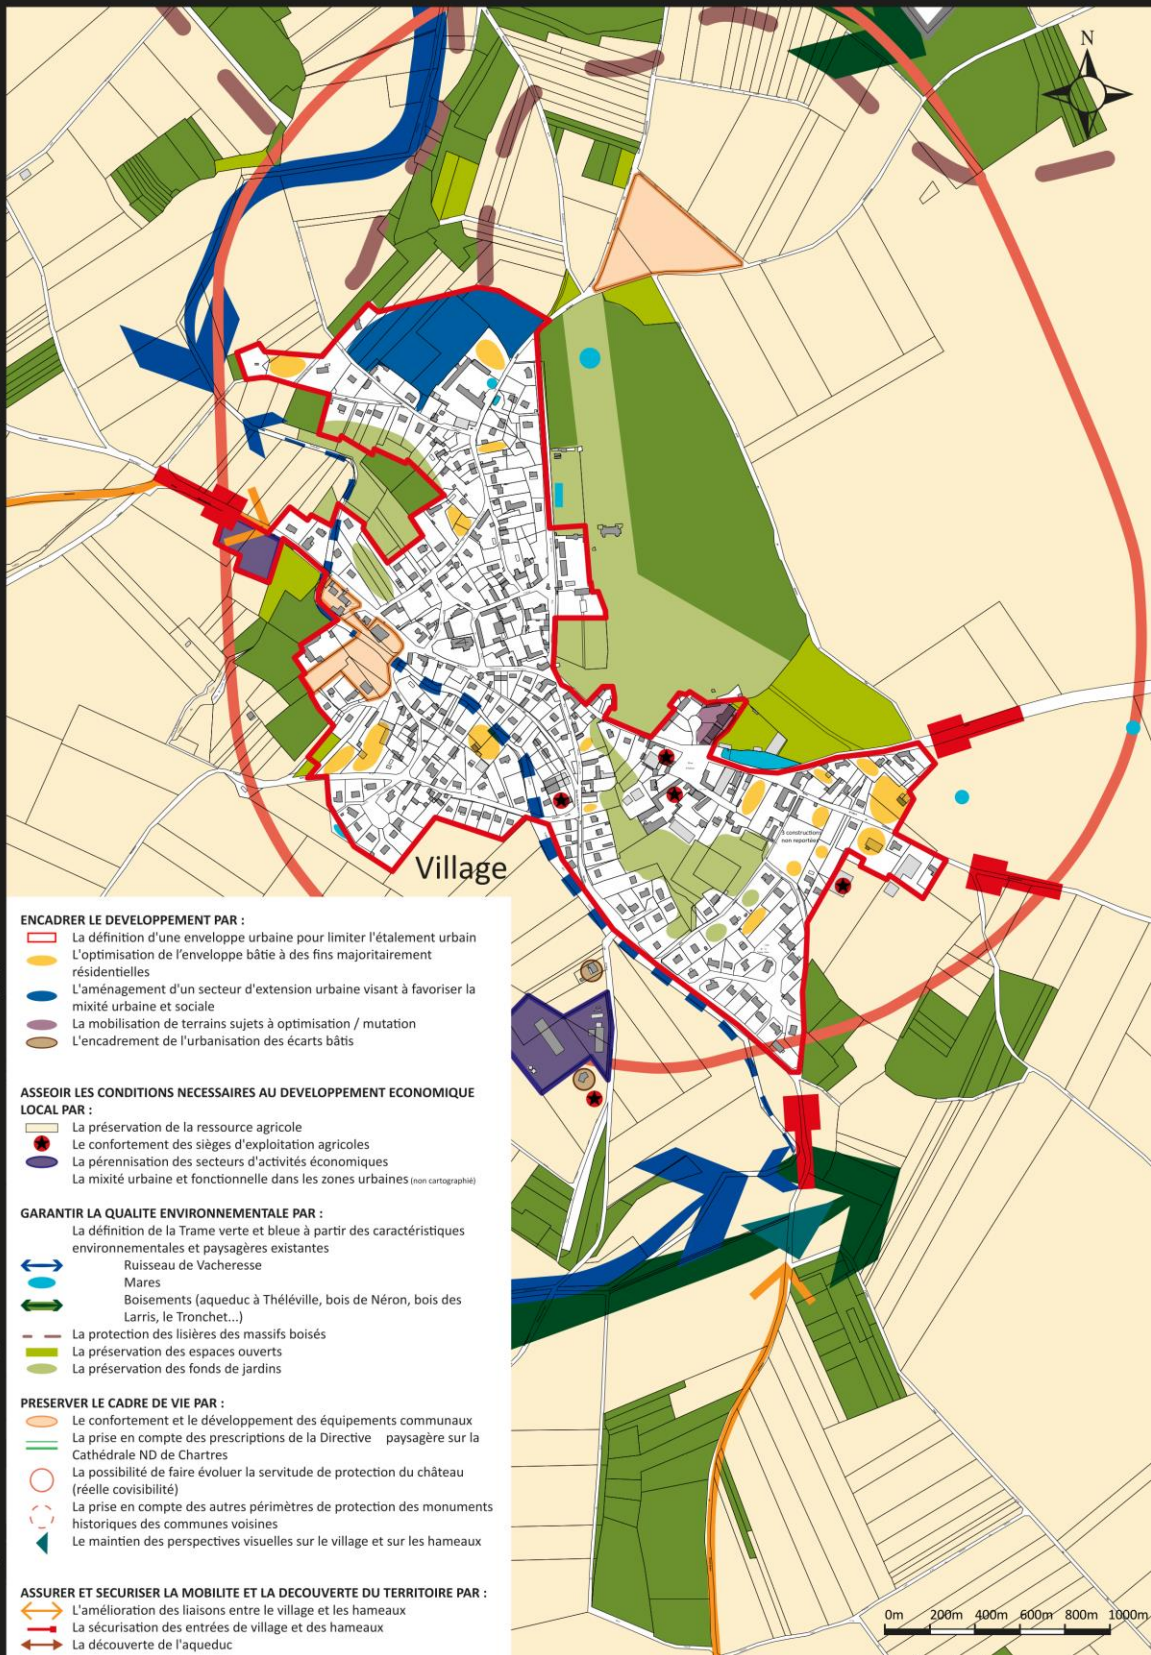 N
3 constructions
non reportées
Village
ENCADRER LE DEVELOPPEMENT PAR :
La définition d'une enveloppe urbaine pour limiter l'étalement urbain
L'optimisation de l'enveloppe bâtie à des fins majoritairement
résidentielles
L'aménagement d'un secteur d'extension urbaine visant à favoriser la
mixité urbaine et sociale
La mobilisation de terrains sujets à optimisation / mutation
L'encadrement de l'urbanisation des écarts bâtis
ASSEOIR LES CONDITIONS NECESSAIRES AU DEVELOPPEMENT ECONOMIQUE
LOCAL PAR :
La préservation de la ressource agricole
Le confortement des sièges d'exploitation agricoles
La pérennisation des secteurs d'activités économiques
La mixité urbaine et fonctionnelle dans les zones urbaines (non cartographié)
GARANTIR LA QUALITE ENVIRONNEMENTALE PAR :
La définition de la Trame verte et bleue à partir des caractéristiques
environnementales et paysagères existantes
Ruisseau de Vacheresse
Mares
Boisements (aqueduc à Théléville, bois de Néron, bois des
Larris, le Tronchet...)
La protection des lisières des massifs boisés
La préservation des espaces ouverts
La préservation des fonds de jardins
PRESERVER LE CADRE DE VIE PAR :
Le confortement et le développement des équipements communaux
La prise en compte des prescriptions de la Directive paysagère sur la
Cathédrale ND de Chartres
La possibilité de faire évoluer la servitude de protection du château
(réelle covisibilité)
La prise en compte des autres périmètres de protection des monuments
historiques des communes voisines
Le maintien des perspectives visuelles sur le village et sur les hameaux
ASSURER ET SECURISER LA MOBILITE ET LA DECOUVERTE DU TERRITOIRE PAR :
L'amélioration des liaisons entre le village et les hameaux
La sécurisation des entrées de village et des hameaux
La découverte de l'aqueduc
0m 200m 400m 600m 800m 1000m